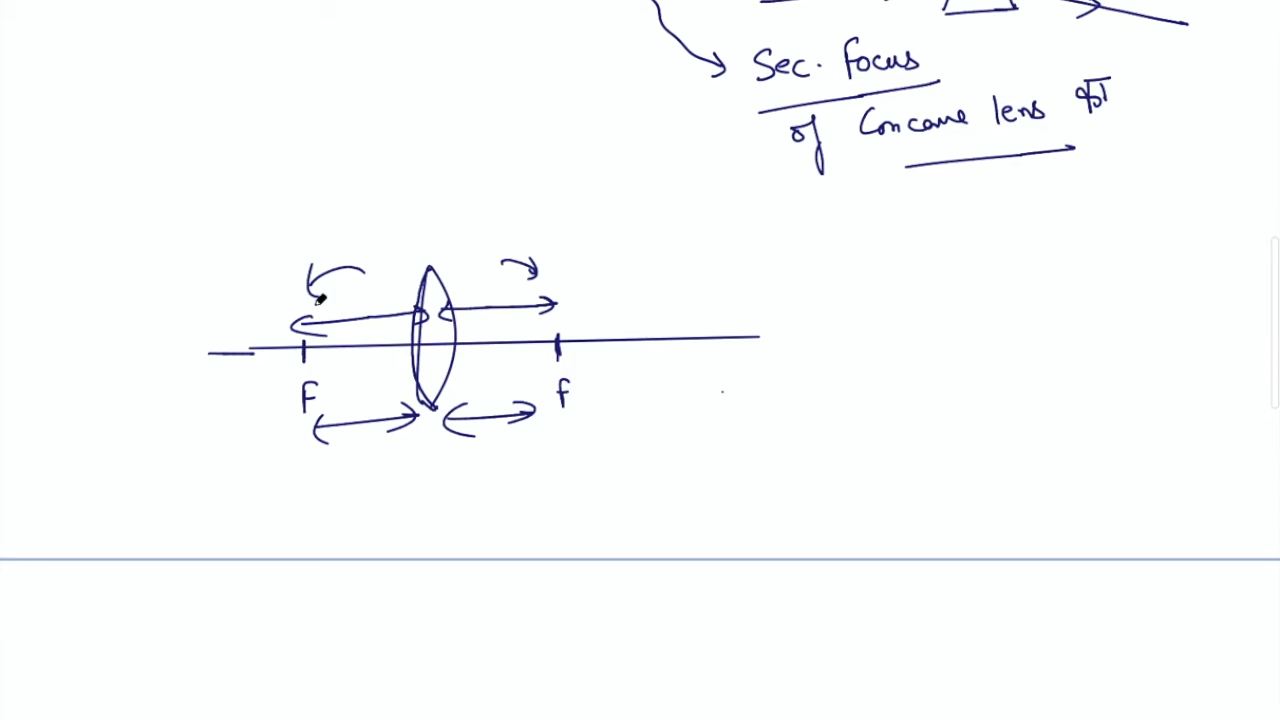 Sec. focus
of Concave lens का
F
f